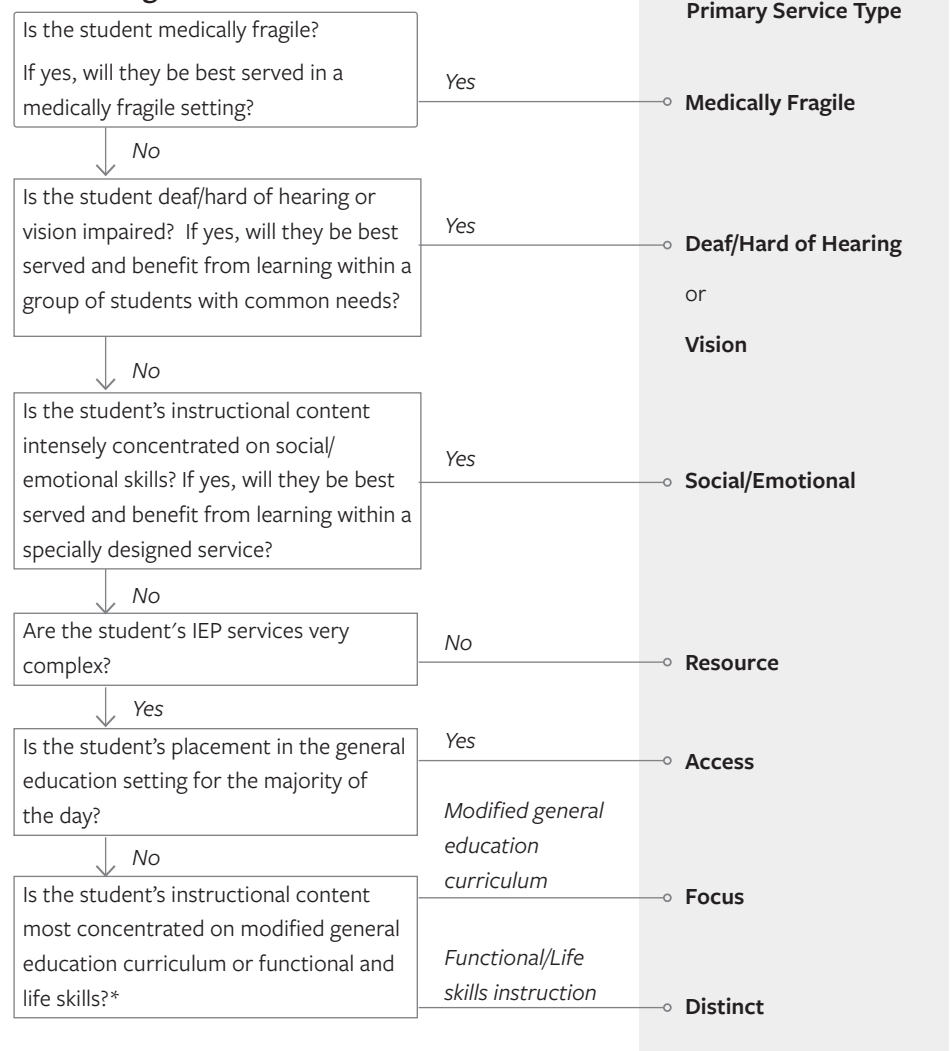 Primary Service Type
Is the student medically fragile?
If yes, will they be best served in a
medically fragile setting?
Yes
Medically Fragile
No
Is the student deaf/hard of hearing or
vision impaired?  If yes, will they be best
served and benefit from learning within a
group of students with common needs?
Yes
Deaf/Hard of Hearing
or
Vision
No
Is the student’s instructional content
intensely concentrated on social/
emotional skills? If yes, will they be best
served and benefit from learning within a
specially designed service?
Yes
Social/Emotional
No
Are the student's IEP services very
complex?
No
Resource
Yes
Is the student’s placement in the general
education setting for the majority of
the day?
Yes
Access
No
Is the student’s instructional content
most concentrated on modified general
education curriculum or functional and
life skills?*
Modified general
education
curriculum
Focus
Functional/Life
skills instruction
Distinct